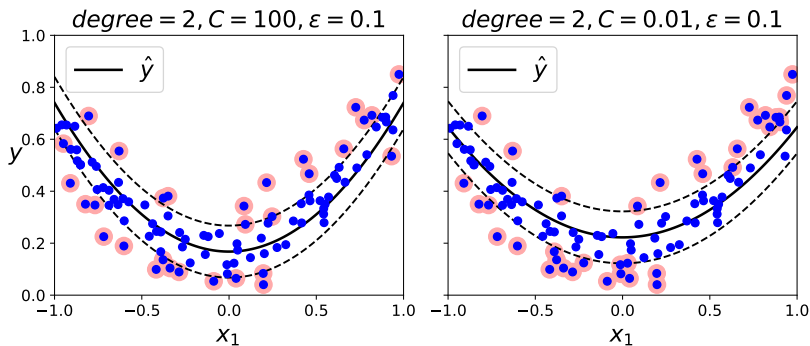 degree = 2, C = 100, ε = 0.1
degree = 2, C = 0.01, ε = 0.1
ŷ
ŷ
y
1.0
0.8
0.6
0.4
0.2
0.0
−1.0 −0.5 0.0 0.5 1.0
−1.0 −0.5 0.0 0.5 1.0
x₁
x₁